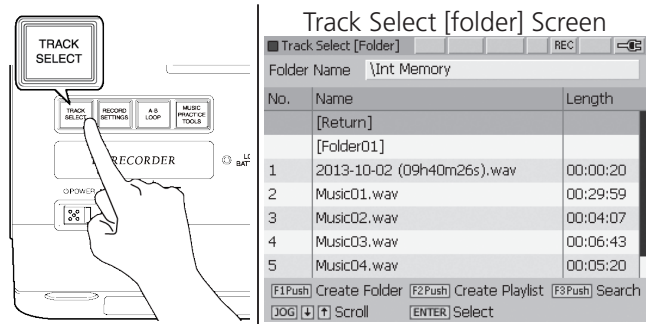 TRACK
SELECT
TRACK
SELECT
RECORD
SETTINGS
A-B
LOOP
MUSIC
PRACTICE
TOOLS
RECORDER
POWER
Track Select [folder] Screen
Track Select [Folder]
REC
Folder Name \Int Memory
No. Name Length
[Return]
[Folder01]
1 2013-10-02 (09h40m26s).wav 00:00:20
2 Music01.wav 00:29:59
3 Music02.wav 00:04:07
4 Music03.wav 00:06:43
5 Music04.wav 00:05:20
F1Push Create Folder F2Push Create Playlist F3Push Search
JOG ↓ ↑ Scroll ENTER Select